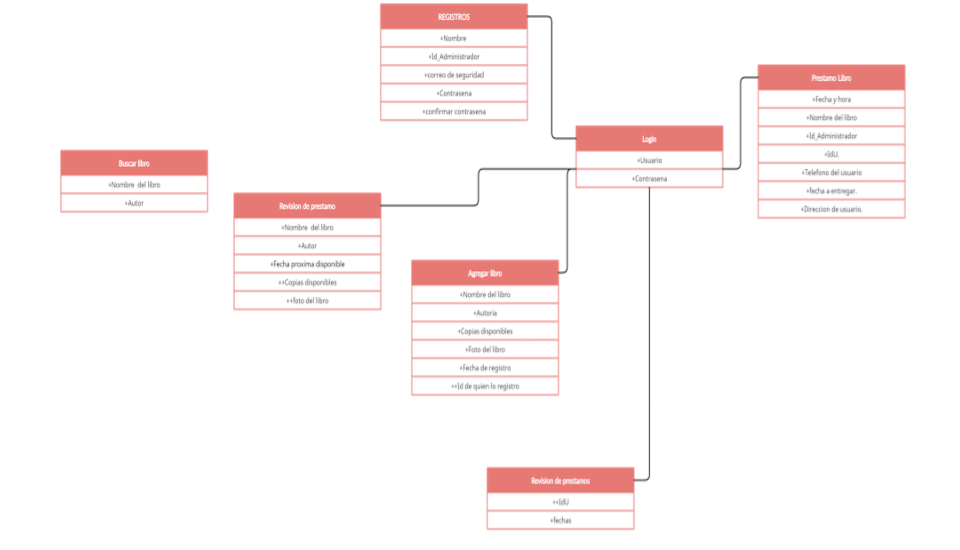 REGISTROS
+Nombre
+Id_Administrador
+correo de seguridad
+Contrasena
+confirmar contrasena
Prestamo Libro
+Fecha y hora
+Nombre del libro
+Id_Administrador
+IdU.
+Telefono del usuario
+fecha a entregar.
+Direccion de usuario.
Login
+Usuario
+Contrasena
Buscar libro
+Nombre del libro
+Autor
Revision de prestamo
+Nombre del libro
+Autor
+Fecha proxima disponible
++Copias disponibles
++foto del libro
Agregar libro
+Nombre del libro
+Autoria
+Copias disponibles
+Foto del libro
+Fecha de registro
++Id de quien lo registro
Revision de prestamos
++IdU
+fechas